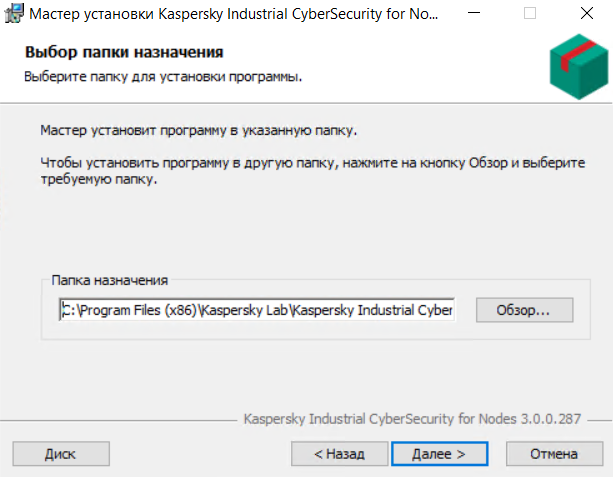 Мастер установки Kaspersky Industrial CyberSecurity for No...
Выбор папки назначения
Выберите папку для установки программы.
Мастер установит программу в указанную папку.
Чтобы установить программу в другую папку, нажмите на кнопку Обзор и выберите
требуемую папку.
Папка назначения
C:\Program Files (x86)\Kaspersky Lab\Kaspersky Industrial Cyber
Обзор...
Kaspersky Industrial CyberSecurity for Nodes 3.0.0.287
Диск
< Назад
Далее >
Отмена